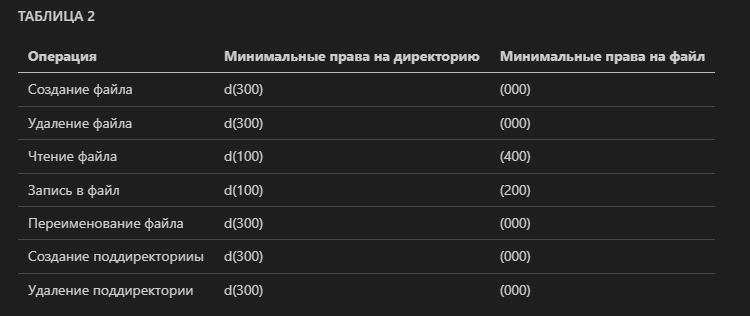 ТАБЛИЦА 2
Операция Минимальные права на директорию Минимальные права на файл
Создание файла d(300) (000)
Удаление файла d(300) (000)
Чтение файла d(100) (400)
Запись в файл d(100) (200)
Переименование файла d(300) (000)
Создание поддиректорииы d(300) (000)
Удаление поддиректории d(300) (000)